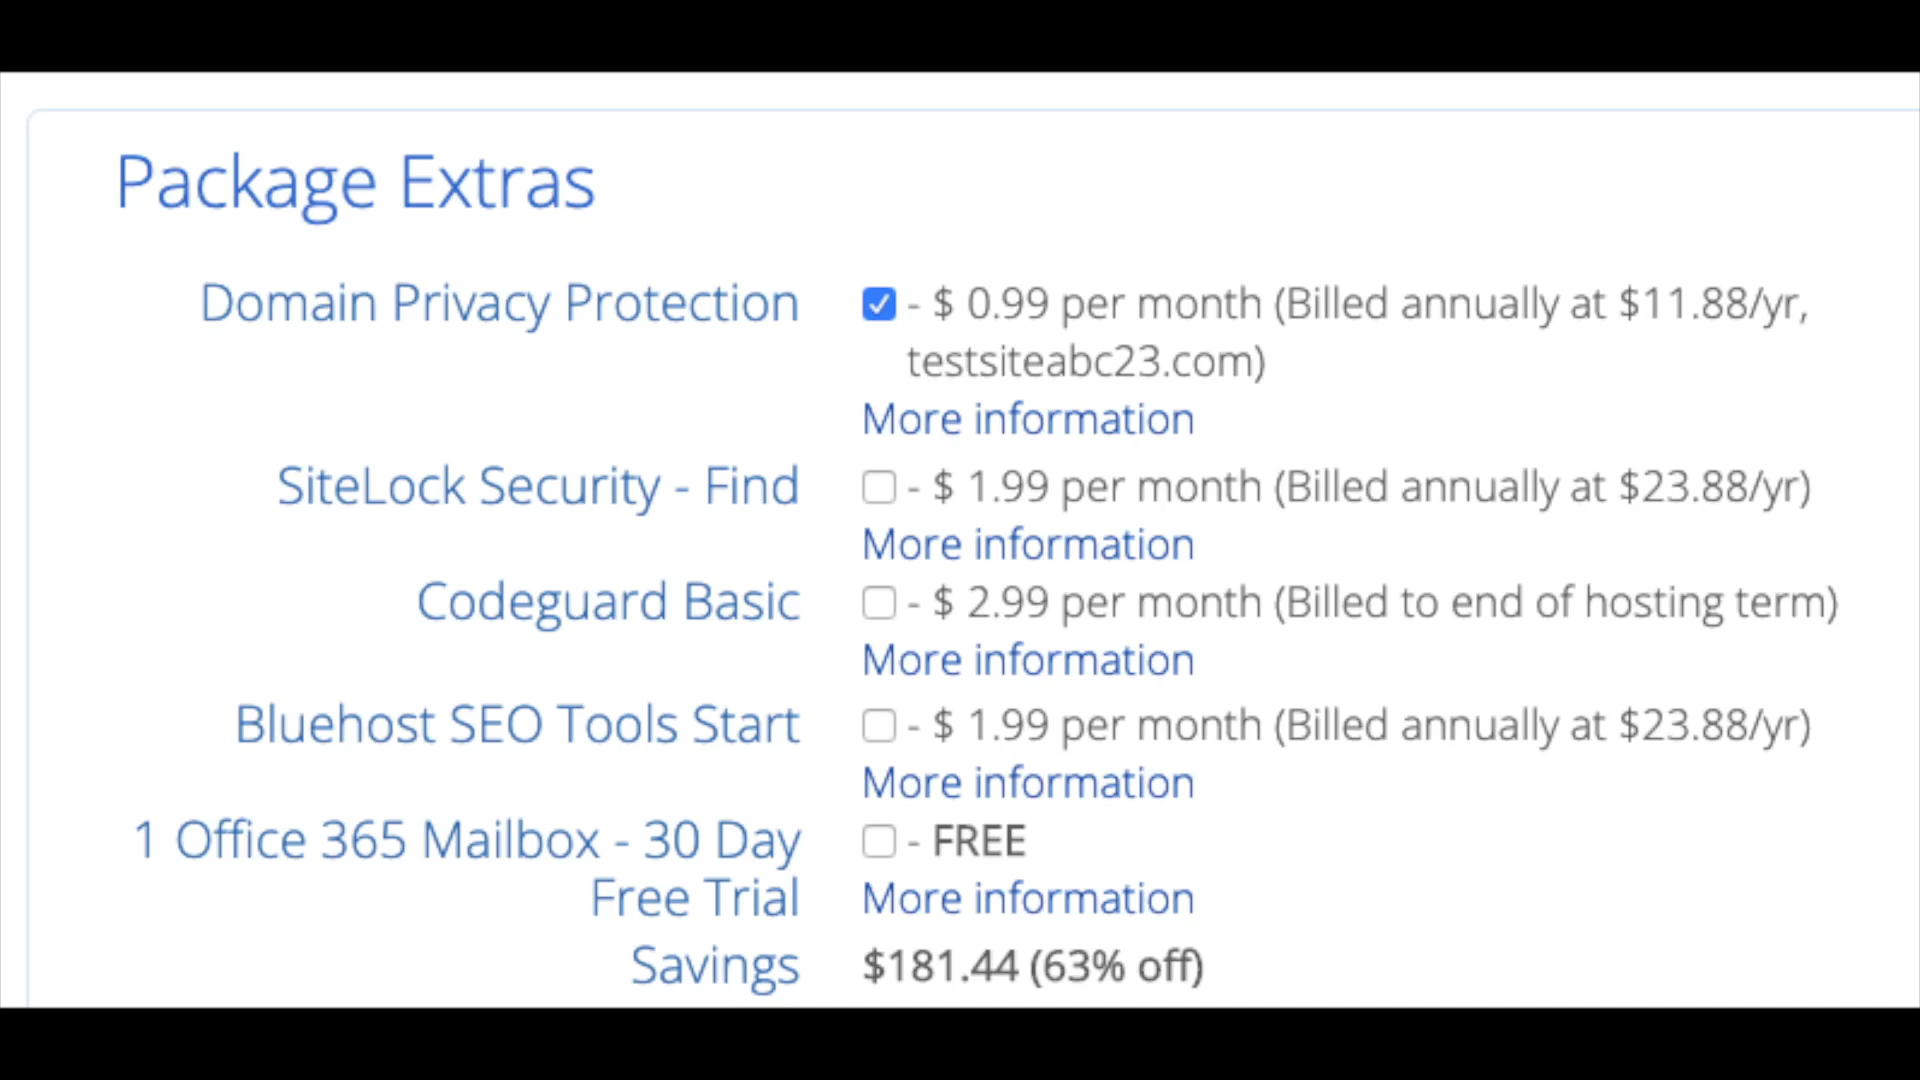 Package Extras
Domain Privacy Protection - $ 0.99 per month (Billed annually at $11.88/yr,
testsiteabc23.com)
More information
SiteLock Security - Find - $ 1.99 per month (Billed annually at $23.88/yr)
More information
Codeguard Basic - $ 2.99 per month (Billed to end of hosting term)
More information
Bluehost SEO Tools Start - $ 1.99 per month (Billed annually at $23.88/yr)
More information
1 Office 365 Mailbox - 30 Day - FREE
Free Trial More information
Savings $181.44 (63% off)